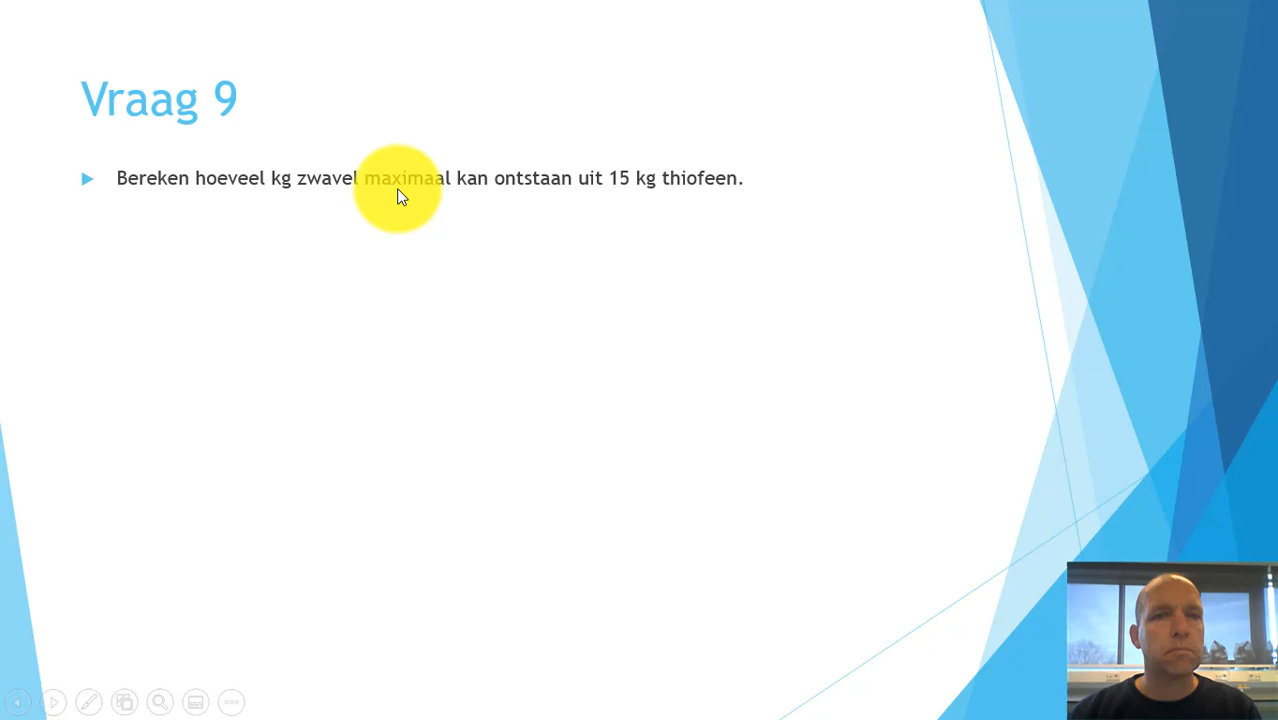 Vraag 9
Bereken hoeveel kg zwavel maximaal kan ontstaan uit 15 kg thiofeen.